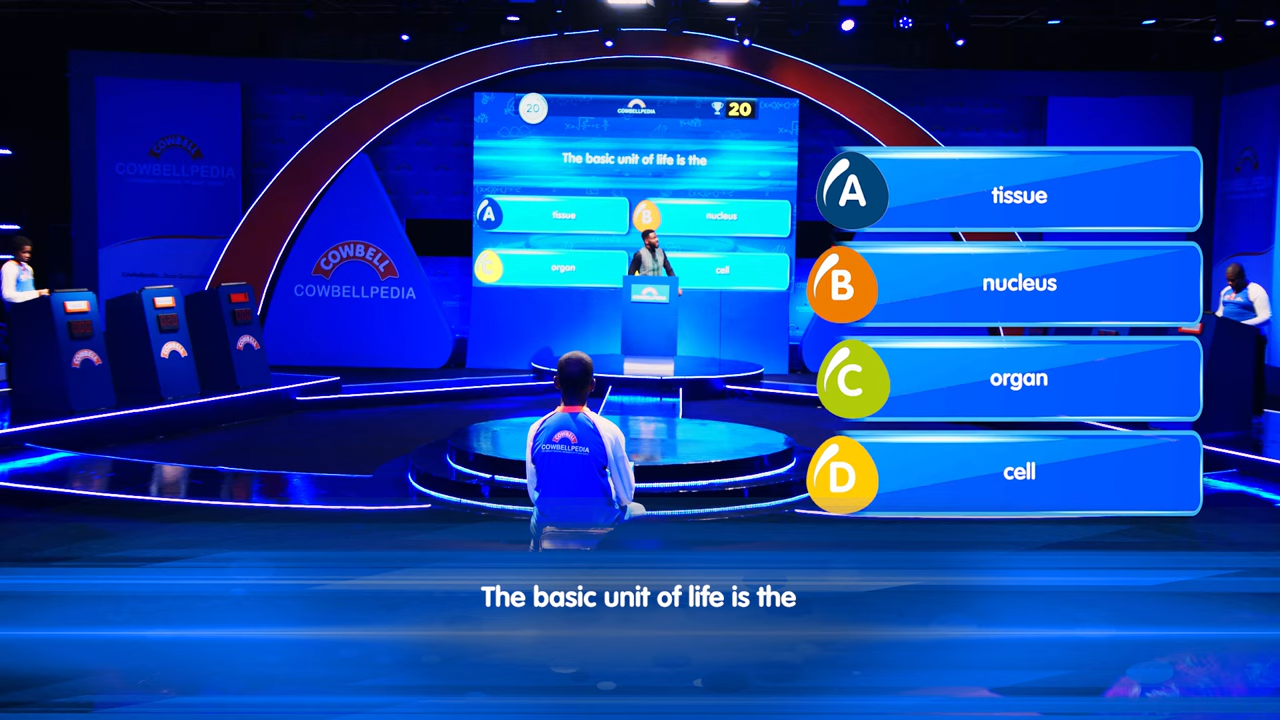 20
COWBELLPEDIA
20
The basic unit of life is the
A tissue
B nucleus
C organ
cell
COWBELL
COWBELLPEDIA
COWBELL
COWBELLPEDIA
COWBELL
COWBELLPEDIA
A tissue
B nucleus
C organ
D cell
The basic unit of life is the